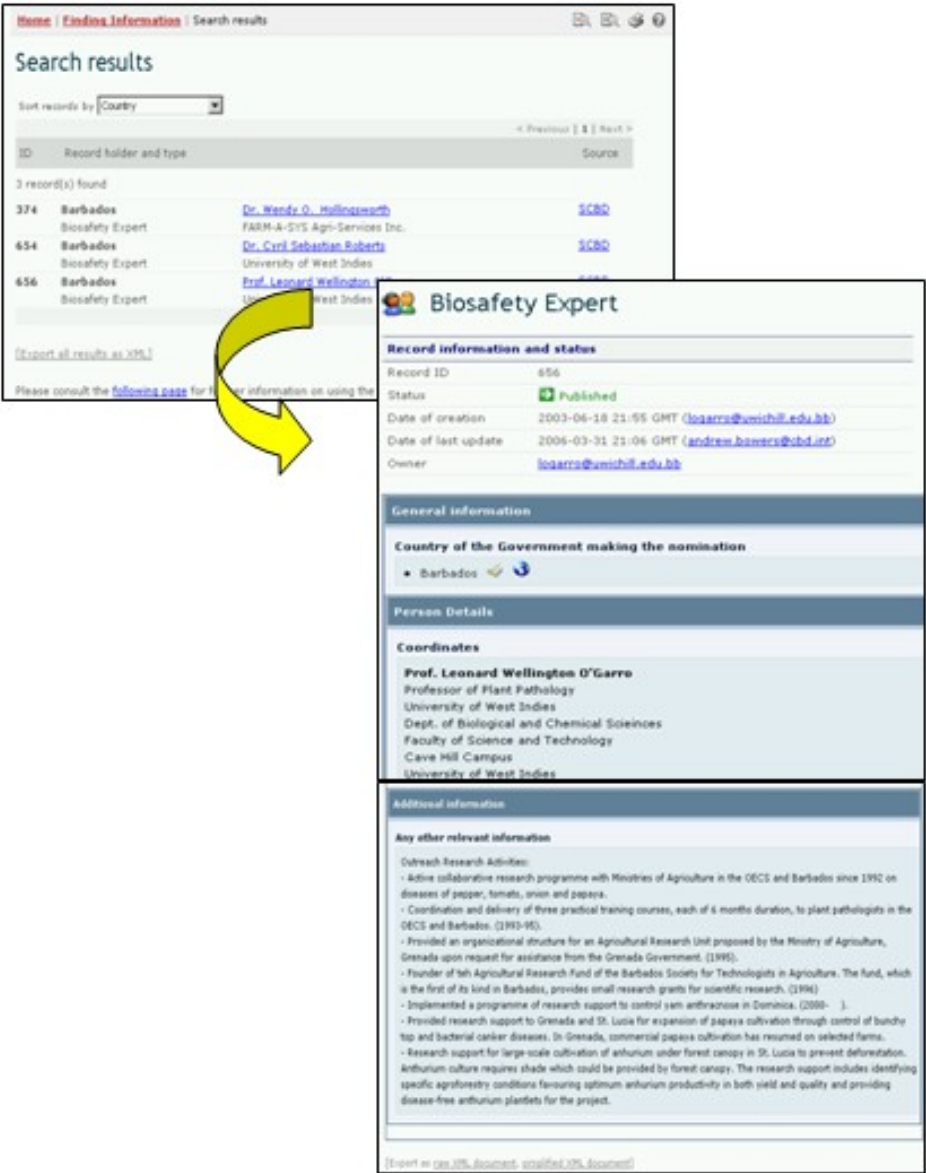 Home | Finding Information | Search results
Search results
Sort records by Country
< Previous | 1 | Next >
ID Record holder and type Source
3 record(s) found
374 Barbados Dr. Wendy O. Hollingsworth SCBD
Biosafety Expert FARM-A-SYS Agri-Services Inc.
654 Barbados Dr. Cyril Sebastian Roberts SCBD
Biosafety Expert University of West Indies
656 Barbados Prof. Leonard Wellington
Biosafety Expert West Indies
[Export all results as XML]
Please consult the following page for information on using the
Biosafety Expert
Record information and status
Record ID 656
Status Published
Date of creation 2003-06-18 21:55 GMT (logarro@uwichill.edu.bb)
Date of last update 2006-03-31 21:06 GMT (andrew.bowers@cbd.int)
Owner logarro@uwichill.edu.bb
General information
Country of the Government making the nomination
• Barbados
Person Details
Coordinates
Prof. Leonard Wellington O'Garro
Professor of Plant Pathology
University of West Indies
Dept. of Biological and Chemical Scieinces
Faculty of Science and Technology
Cave Hill Campus
University of West Indies
Additional information
Any other relevant information
Outreach Research Activities:
- Active collaborative research programme with Ministries of Agriculture in the OECS and Barbados since 1992 on
diseases of pepper, tomato, onion and papaya.
- Coordination and delivery of three practical training courses, each of 6 months duration, to plant pathologists in the
OECS and Barbados. (1993-95).
- Provided an organizational structure for an Agricultural Research Unit proposed by the Ministry of Agriculture,
Grenada upon request for assistance from the Grenada Government. (1995).
- Founder of teh Agricultural Research Fund of the Barbados Society for Technologists in Agriculture. The fund, which
is the first of its kind in Barbados, provides small research grants for scientific research. (1996)
- Implemented a programme of research support to control yam anthracnose in Dominica. (2000- ).
- Provided research support to Grenada and St. Lucia for expansion of papaya cultivation through control of bunchy
top and bacterial canker diseases. In Grenada, commercial papaya cultivation has resumed on selected farms.
- Research support for large-scale cultivation of anthurium under forest canopy in St. Lucia to prevent deforestation.
Anthurium culture requires shade which could be provided by forest canopy. The research support includes identifying
specific agroforestry conditions favouring optimum anhurium productivity in both yield and quality and providing
disease-free anthurium plantlets for the project.
[Export as raw XML document, simplified XML document]